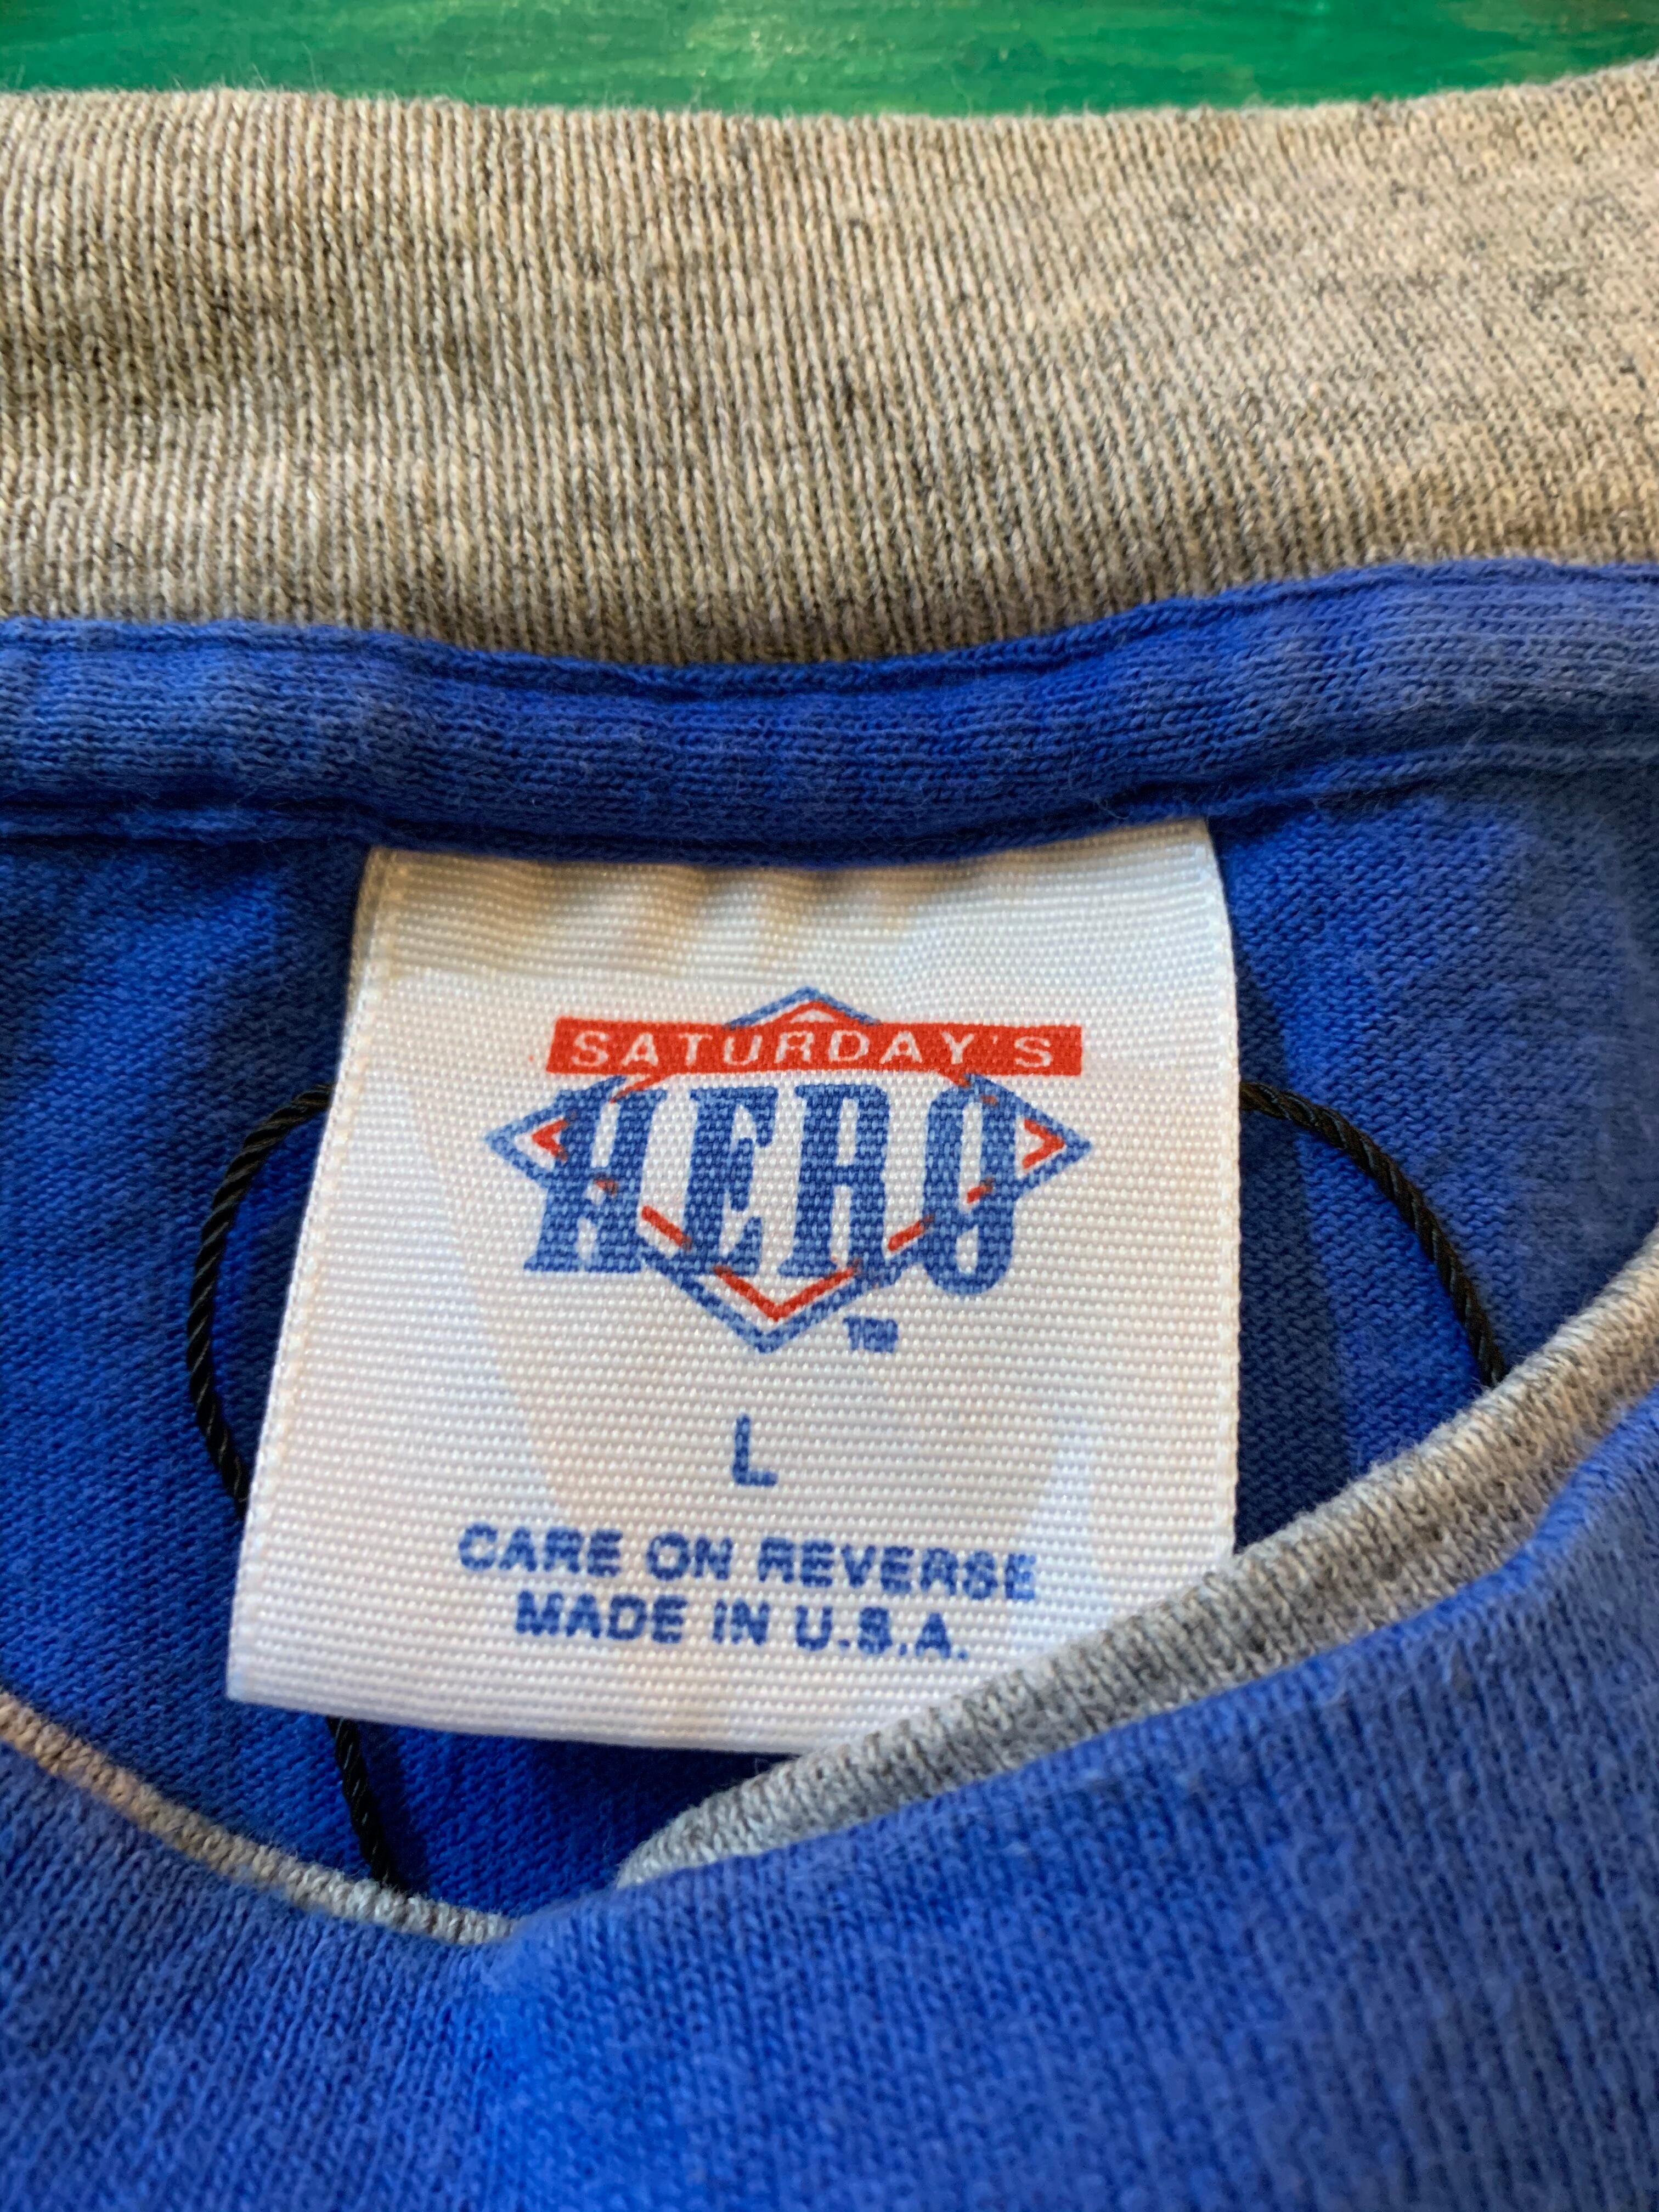 SATURDAY'S
HERO
TM
L
CARE ON REVERSE
MADE IN U.S.A.